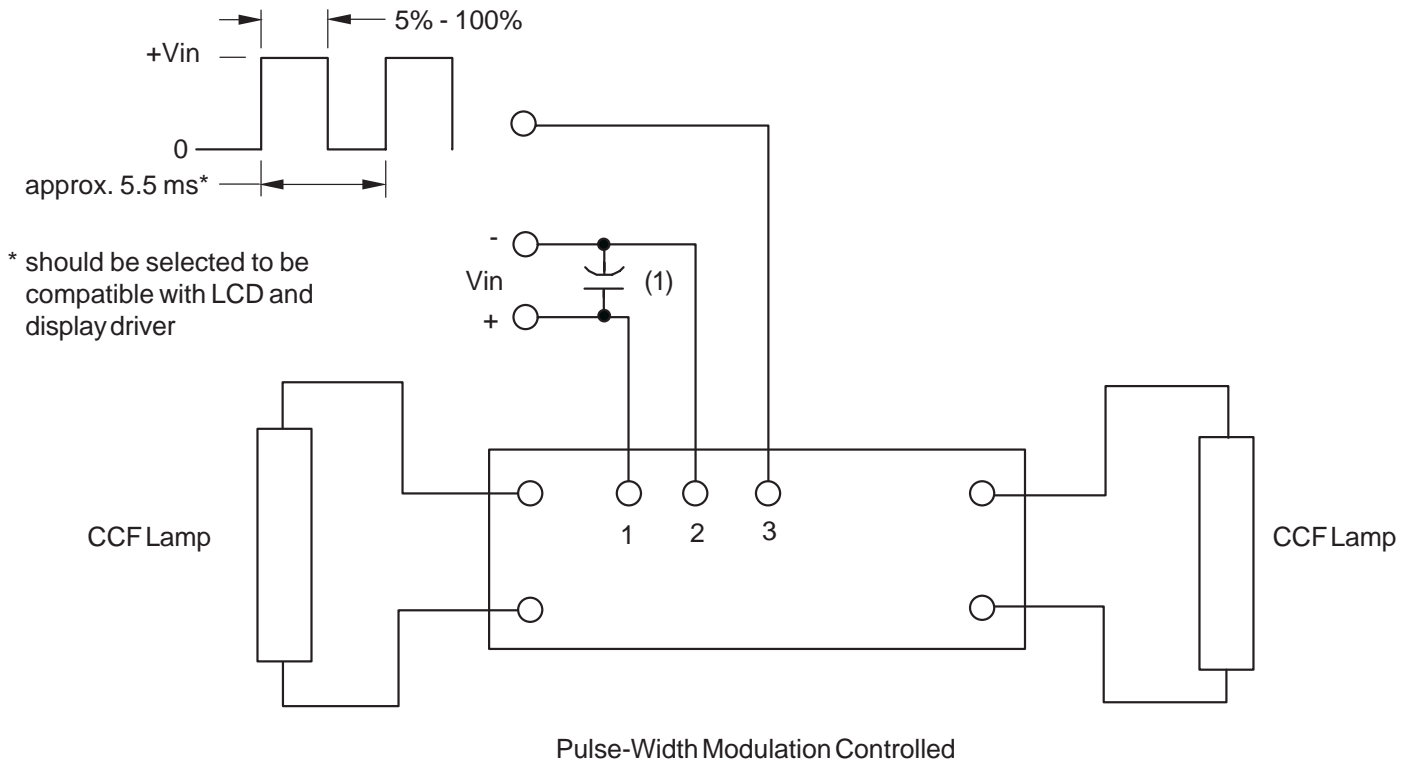 5% - 100%
+Vin
0
approx. 5.5 ms*
* should be selected to be
compatible with LCD and
display driver
-
Vin
(1)
+
CCF Lamp
1 2 3
CCF Lamp
Pulse-Width Modulation Controlled